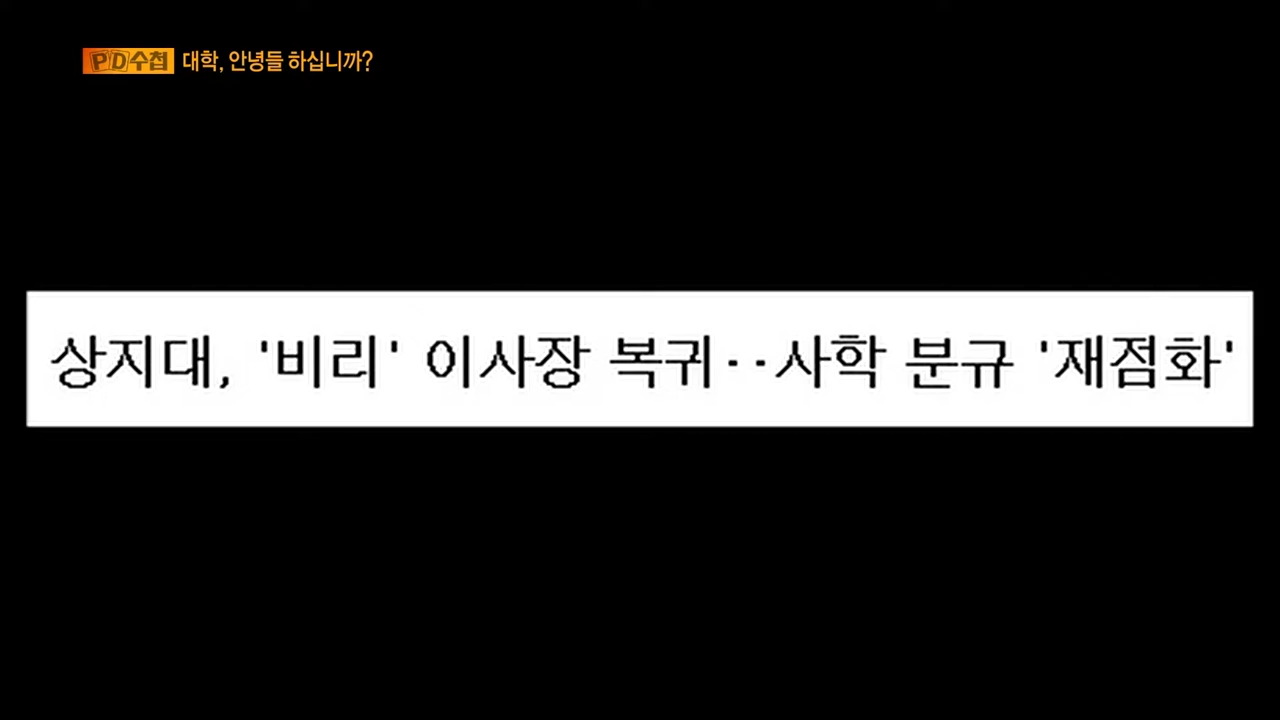 PD수첩 대학, 안녕들 하십니까?
상지대, '비리' 이사장 복귀··사학 분규 '재점화'